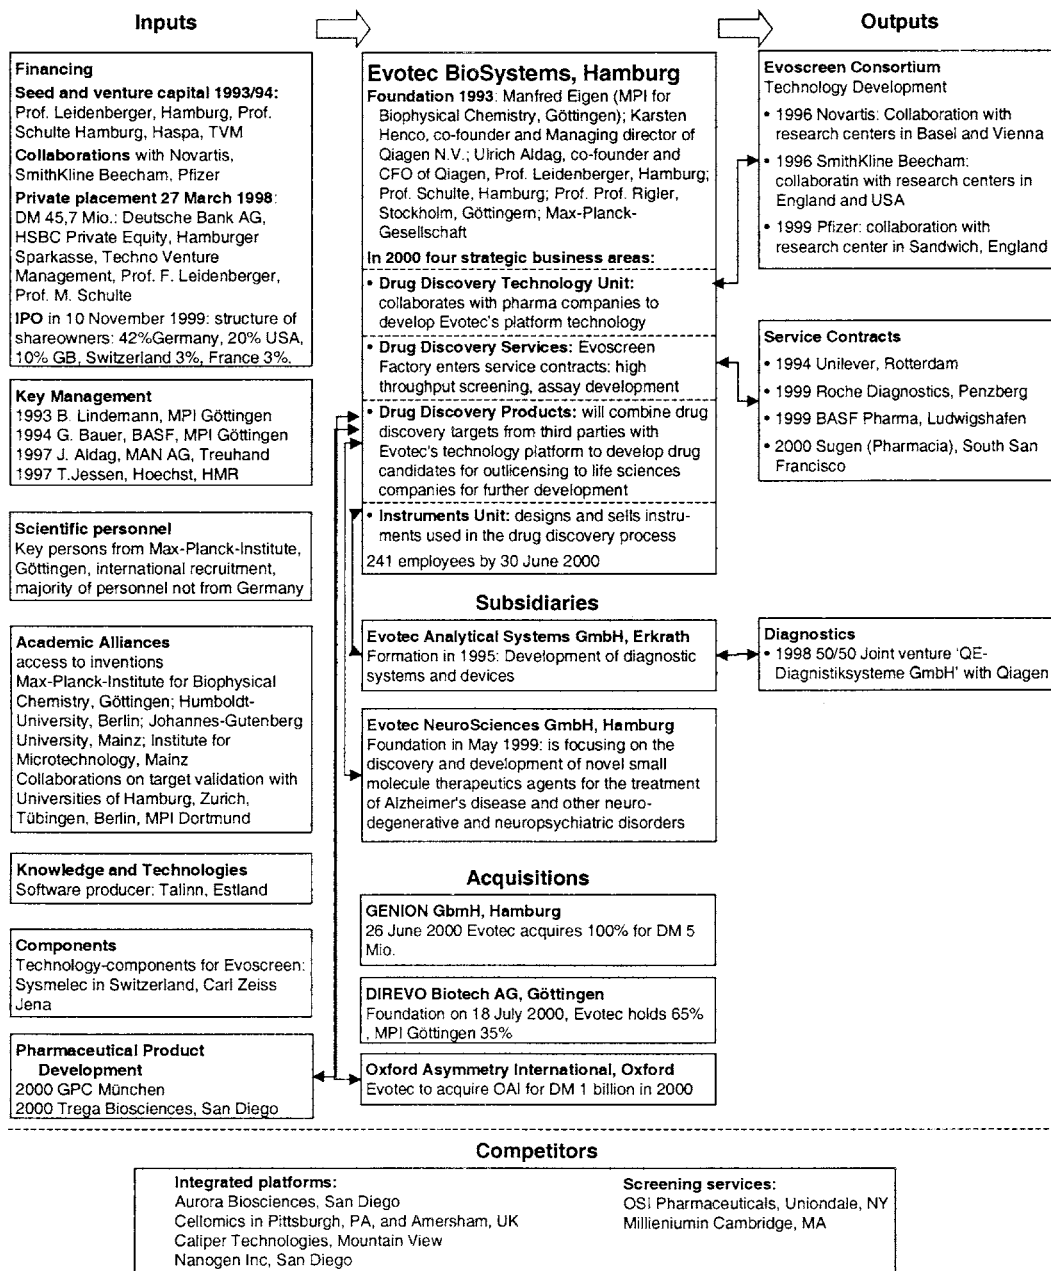 Inputs
Outputs
Financing
Seed and venture capital 1993/94:
Prof. Leidenberger, Hamburg, Prof.
Schulte Hamburg, Haspa, TVM
Collaborations with Novartis,
SmithKline Beecham, Pfizer
Private placement 27 March 1998:
DM 45,7 Mio.: Deutsche Bank AG,
HSBC Private Equity, Hamburger
Sparkasse, Techno Venture
Management, Prof. F. Leidenberger,
Prof. M. Schulte
IPO in 10 November 1999: structure of
shareowners: 42%Germany, 20% USA,
10% GB, Switzerland 3%, France 3%.
Key Management
1993 B. Lindemann, MPI Göttingen
1994 G. Bauer, BASF, MPI Göttingen
1997 J. Aldag, MAN AG, Treuhand
1997 T.Jessen, Hoechst, HMR
Scientific personnel
Key persons from Max-Planck-Institute,
Göttingen, international recruitment,
majority of personnel not from Germany
Academic Alliances
access to inventions
Max-Planck-Institute for Biophysical
Chemistry, Göttingen; Humboldt-
University, Berlin; Johannes-Gutenberg
University, Mainz; Institute for
Microtechnology, Mainz
Collaborations on target validation with
Universities of Hamburg, Zurich,
Tübingen, Berlin, MPI Dortmund
Knowledge and Technologies
Software producer: Talinn, Estland
Components
Technology-components for Evoscreen:
Sysmelec in Switzerland, Carl Zeiss
Jena
Pharmaceutical Product
Development
2000 GPC München
2000 Trega Biosciences, San Diego
Evotec BioSystems, Hamburg
Foundation 1993: Manfred Eigen (MPI for
Biophysical Chemistry, Göttingen); Karsten
Henco, co-founder and Managing director of
Qiagen N.V.; Ulrich Aldag, co-founder and
CFO of Qiagen, Prof. Leidenberger, Hamburg;
Prof. Schulte, Hamburg; Prof. Prof. Rigler,
Stockholm, Göttingern; Max-Planck-
Gesellschaft
In 2000 four strategic business areas:
• Drug Discovery Technology Unit:
collaborates with pharma companies to
develop Evotec's platform technology
• Drug Discovery Services: Evoscreen
Factory enters service contracts: high
throughput screening, assay development
• Drug Discovery Products: will combine drug
discovery targets from third parties with
Evotec's technology platform to develop drug
candidates for outlicensing to life sciences
companies for further development
• Instruments Unit: designs and sells instru-
ments used in the drug discovery process
241 employees by 30 June 2000
Subsidiaries
Evotec Analytical Systems GmbH, Erkrath
Formation in 1995: Development of diagnostic
systems and devices
Evotec NeuroSciences GmbH, Hamburg
Foundation in May 1999: is focusing on the
discovery and development of novel small
molecule therapeutics agents for the treatment
of Alzheimer's disease and other neuro-
degenerative and neuropsychiatric disorders
Acquisitions
GENION GbmH, Hamburg
26 June 2000 Evotec acquires 100% for DM 5
Mio.
DIREVO Biotech AG, Göttingen
Foundation on 18 July 2000, Evotec holds 65%
, MPI Göttingen 35%
Oxford Asymmetry International, Oxford
Evotec to acquire OAI for DM 1 billion in 2000
Evoscreen Consortium
Technology Development
• 1996 Novartis: Collaboration with
research centers in Basel and Vienna
• 1996 SmithKline Beecham:
collaboratin with research centers in
England and USA
• 1999 Pfizer: collaboration with
research center in Sandwich, England
Service Contracts
• 1994 Unilever, Rotterdam
• 1999 Roche Diagnostics, Penzberg
• 1999 BASF Pharma, Ludwigshafen
• 2000 Sugen (Pharmacia), South San
Francisco
Diagnostics
• 1998 50/50 Joint venture 'QE-
Diagnistiksysteme GmbH' with Qiagen
Competitors
Integrated platforms:
Aurora Biosciences, San Diego
Cellomics in Pittsburgh, PA, and Amersham, UK
Caliper Technologies, Mountain View
Nanogen Inc, San Diego
Screening services:
OSI Pharmaceuticals, Uniondale, NY
Millieniumin Cambridge, MA